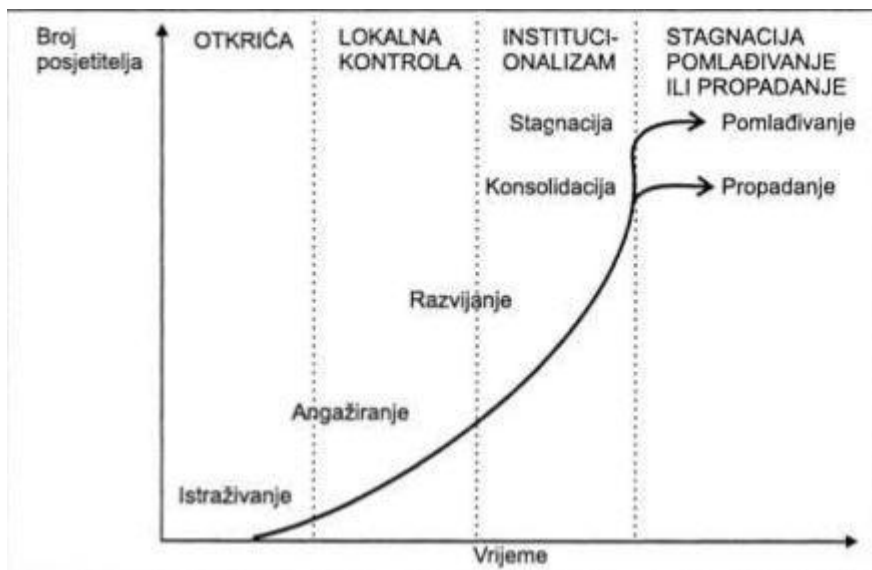 Broj
posjetitelja
OTKRIĆA
LOKALNA
KONTROLA
INSTITUCI-
ONALIZAM
STAGNACIJA
POMLAĐIVANJE
ILI PROPADANJE
Stagnacija
Pomlađivanje
Konsolidacija
Propadanje
Razvijanje
Angažiranje
Istraživanje
Vrijeme